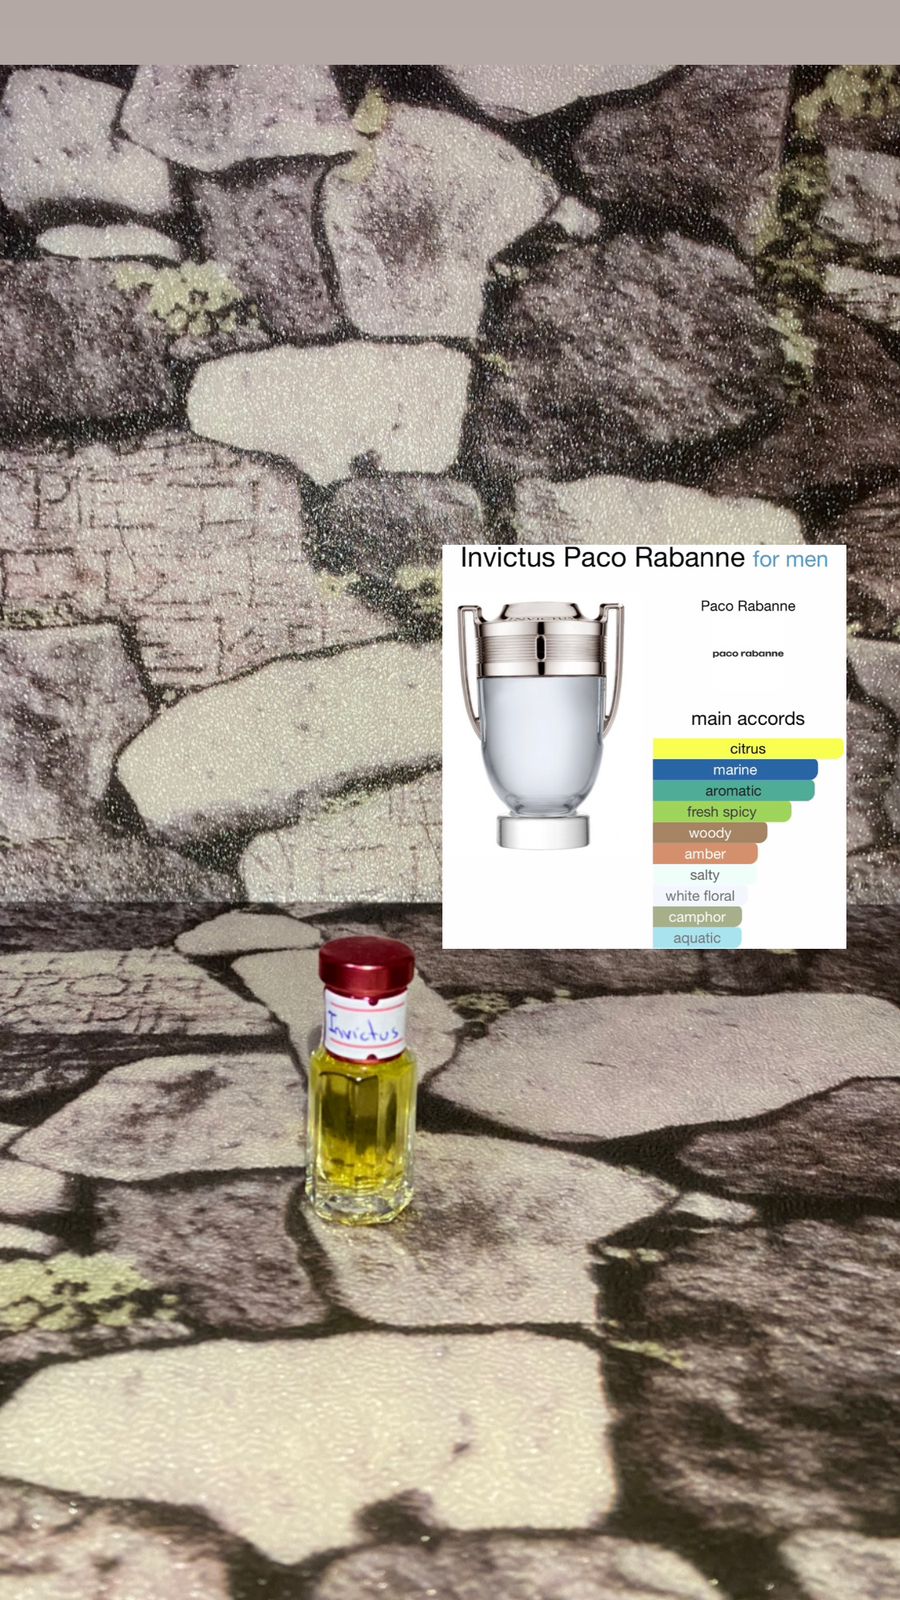 Invictus Paco Rabanne for men
INVICTUS
Paco Rabanne
paco rabanne
main accords
citrus
marine
aromatic
fresh spicy
woody
amber
salty
white floral
camphor
aquatic
Invictus